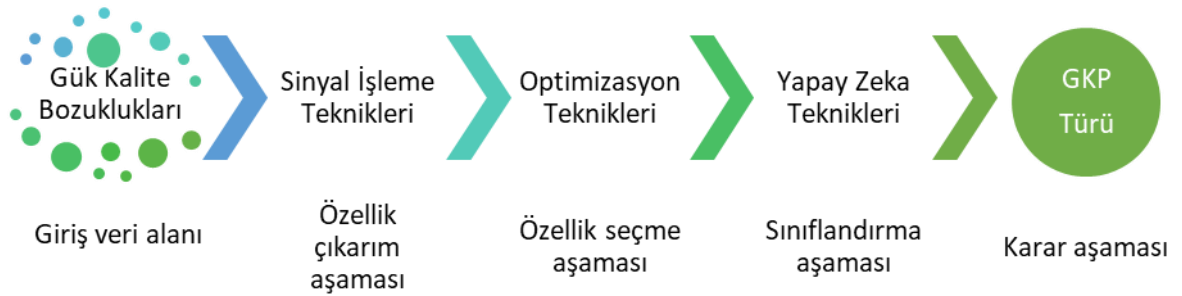 Gük Kalite
Bozuklukları
Sinyal İşleme
Teknikleri
Optimizasyon
Teknikleri
Yapay Zeka
Teknikleri
GKP
Türü
Giriş veri alanı
Özellik
çıkarım
aşaması
Özellik seçme
aşaması
Sınıflandırma
aşaması
Karar aşaması